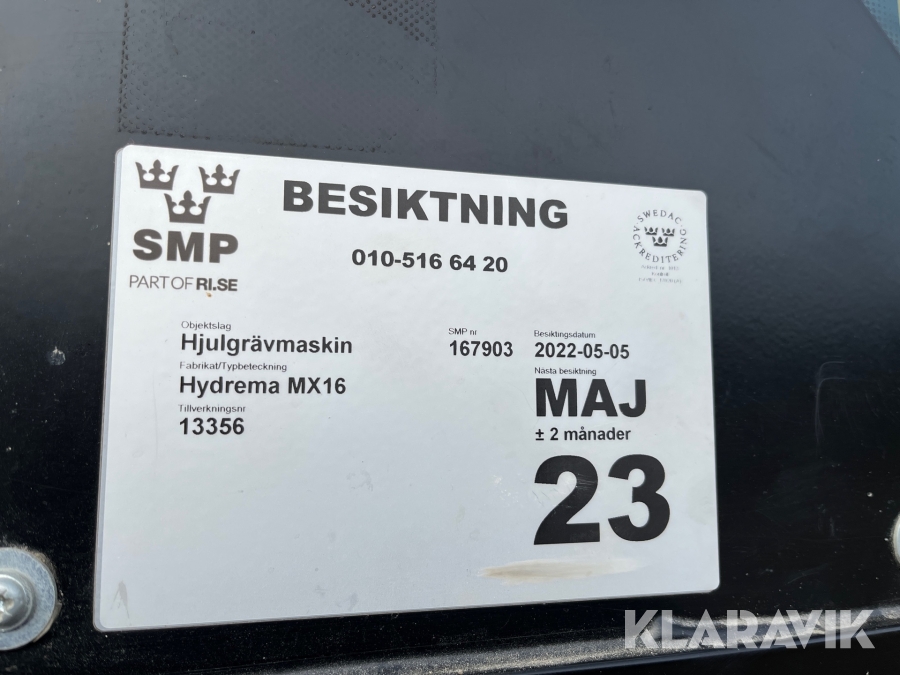 BESIKTNING
SMP
PART OF RI.SE
010-516 64 20
SWEDAC
ACKREDITERING
Objektslag
Hjulgrävmaskin
SMP nr
167903
Besiktingsdatum
2022-05-05
Fabrikat/Typbeteckning
Hydrema MX16
Nästa besiktning
MAJ
± 2 månader
23
Tillverkningsnr
13356
KLARAVIK